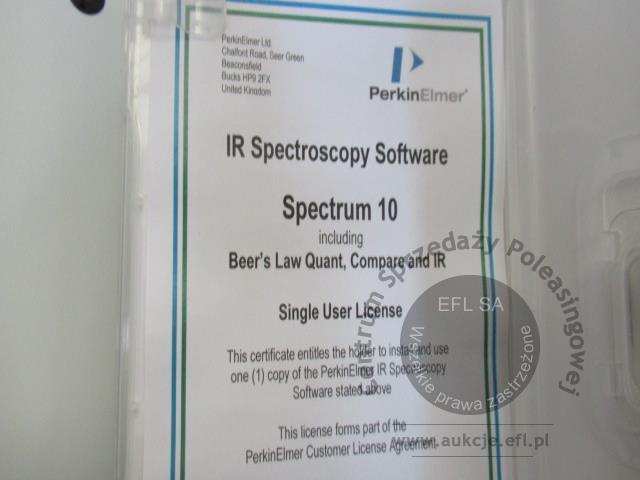 PerkinElmer Ltd.
Chalfont Road, Seer Green
Beaconsfield
Bucks HP9 2FX
United Kingdom
PerkinElmer
IR Spectroscopy Software
Spectrum 10
including
Beer's Law Quant, Compare and IR
Single User License
This certificate entitles the holder to install and use
one (1) copy of the PerkinElmer IR Spectroscopy
Software stated above
This license forms part of the
PerkinElmer Customer License Agreement.
Centrum Sprzedaży Poleasingowej
EFL SA
Wszelkie prawa zastrzeżone
www.aukcje.efl.pl